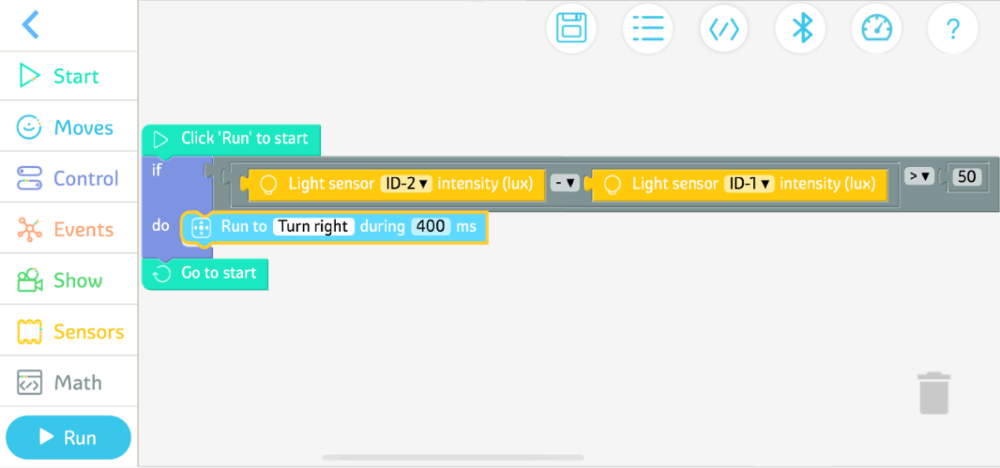 ?
Start
Moves
Control
Events
Show
Sensors
Math
Run
Click 'Run' to start
if
Light sensor ID-2 ▾ intensity (lux) - ▾ Light sensor ID-1 ▾ intensity (lux) > ▾ 50
do Run to Turn right during 400 ms
Go to start